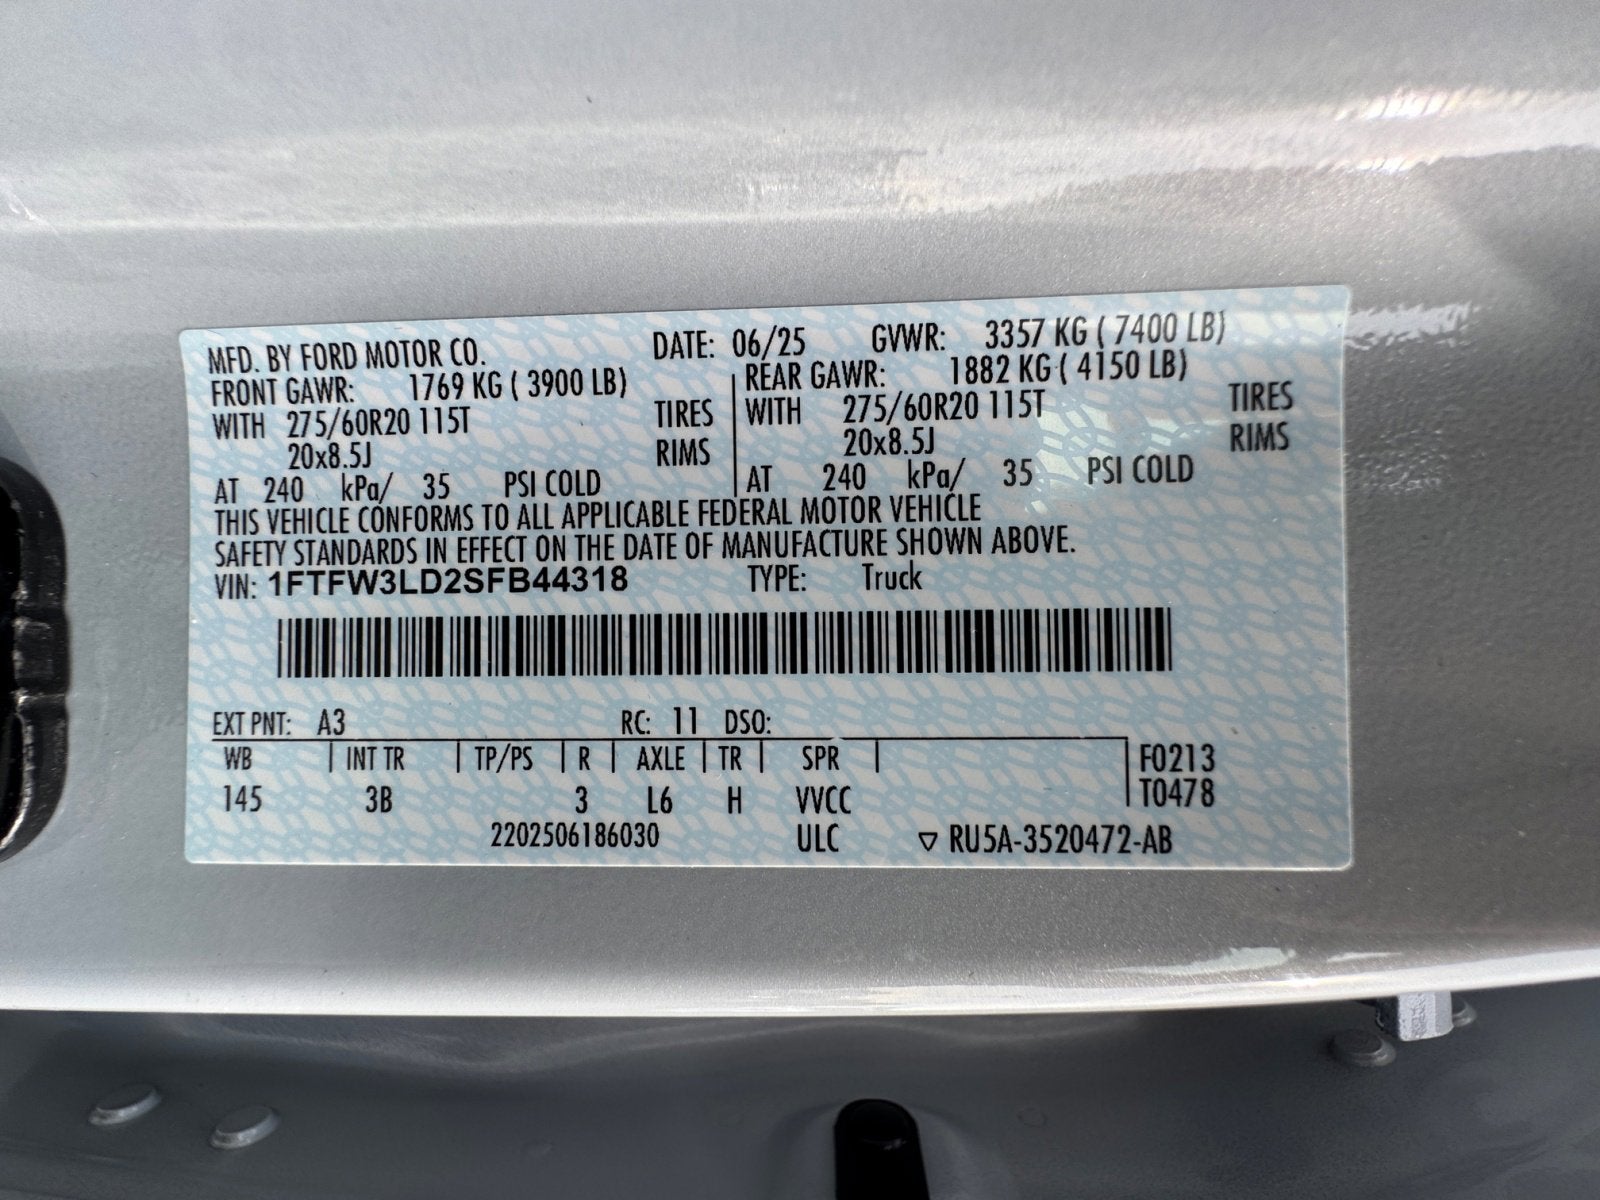 MFD. BY FORD MOTOR CO. DATE: 06/25 GVWR: 3357 KG ( 7400 LB)
FRONT GAWR: 1769 KG ( 3900 LB) REAR GAWR: 1882 KG ( 4150 LB)
WITH 275/60R20 115T TIRES WITH 275/60R20 115T TIRES
20x8.5J RIMS 20x8.5J RIMS
AT 240 kPa/ 35 PSI COLD AT 240 kPa/ 35 PSI COLD
THIS VEHICLE CONFORMS TO ALL APPLICABLE FEDERAL MOTOR VEHICLE
SAFETY STANDARDS IN EFFECT ON THE DATE OF MANUFACTURE SHOWN ABOVE.
VIN: 1FTFW3LD2SFB44318 TYPE: Truck
EXT PNT: A3 RC: 11 DSO:
WB INT TR TP/PS R AXLE TR SPR F0213
145 3B 3 L6 H VVCC T0478
2202506186030 ULC ▽ RU5A-3520472-AB